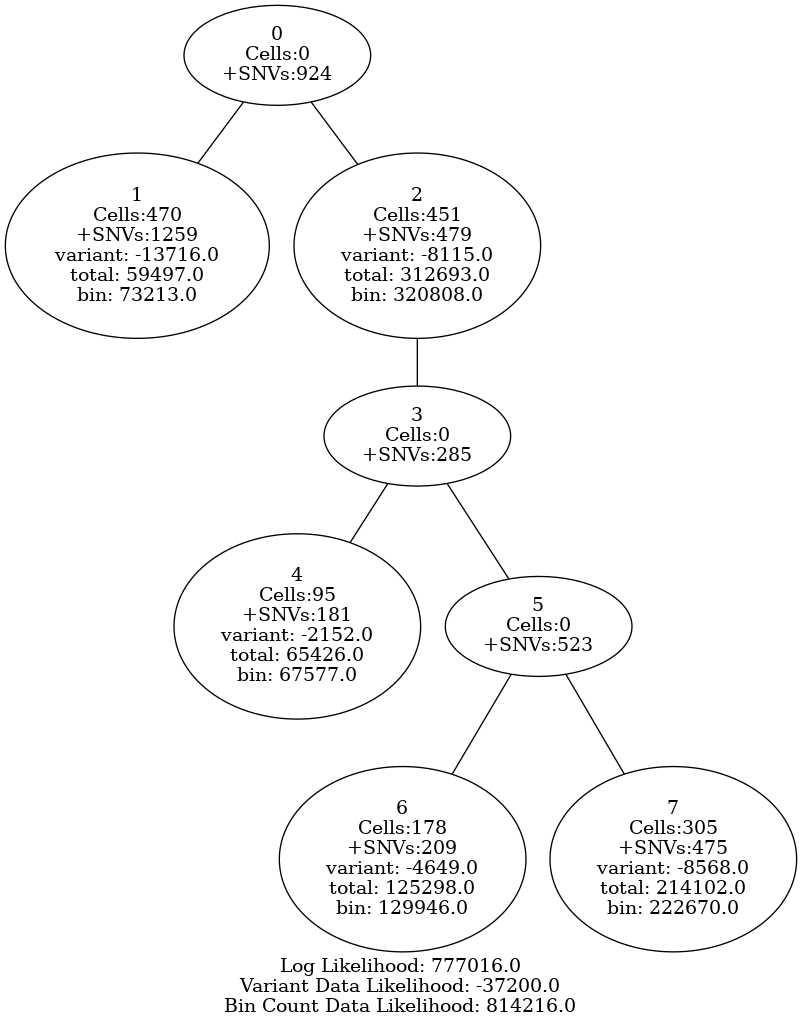 0
Cells:0
+SNVs:924
1
Cells:470
+SNVs:1259
variant: -13716.0
total: 59497.0
bin: 73213.0
2
Cells:451
+SNVs:479
variant: -8115.0
total: 312693.0
bin: 320808.0
3
Cells:0
+SNVs:285
4
Cells:95
+SNVs:181
variant: -2152.0
total: 65426.0
bin: 67577.0
5
Cells:0
+SNVs:523
6
Cells:178
+SNVs:209
variant: -4649.0
total: 125298.0
bin: 129946.0
7
Cells:305
+SNVs:475
variant: -8568.0
total: 214102.0
bin: 222670.0
Log Likelihood: 777016.0
Variant Data Likelihood: -37200.0
Bin Count Data Likelihood: 814216.0